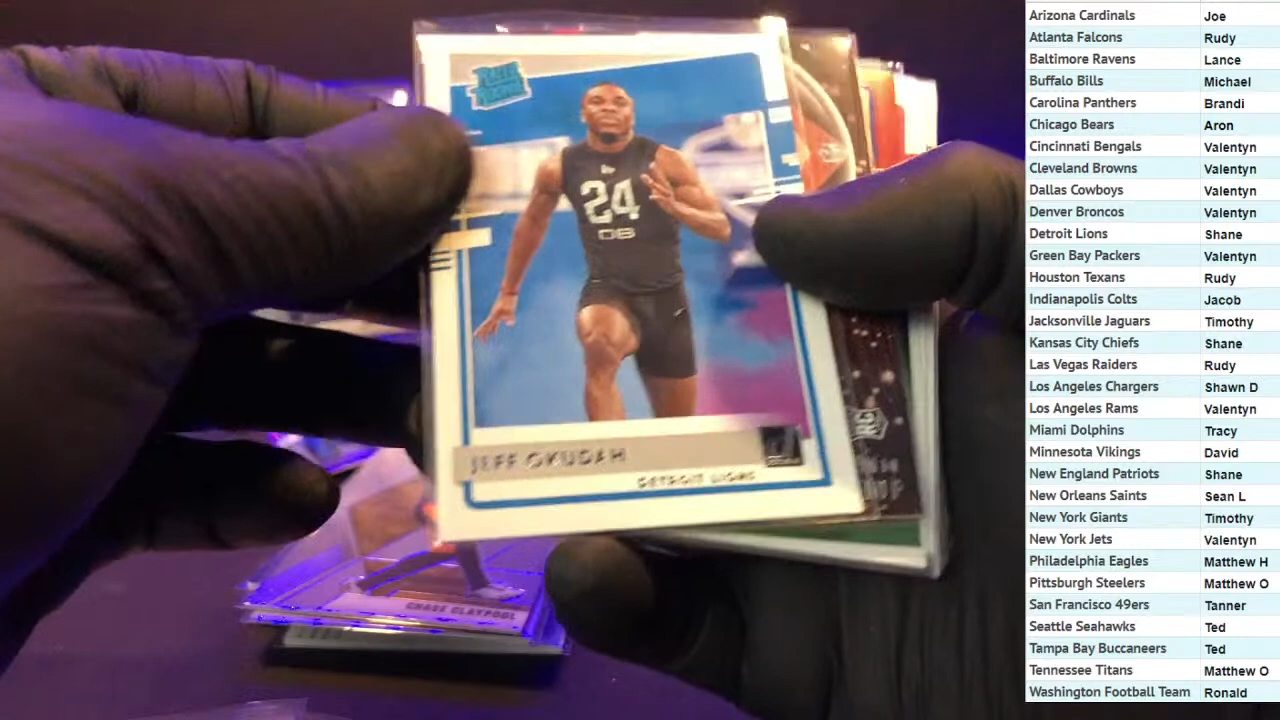 RATED
ROOKIE
24
DB
JEFF OKUDAH
DETROIT LIONS
CHASE CLAYPOOL
Arizona Cardinals Joe
Atlanta Falcons Rudy
Baltimore Ravens Lance
Buffalo Bills Michael
Carolina Panthers Brandi
Chicago Bears Aron
Cincinnati Bengals Valentyn
Cleveland Browns Valentyn
Dallas Cowboys Valentyn
Denver Broncos Valentyn
Detroit Lions Shane
Green Bay Packers Valentyn
Houston Texans Rudy
Indianapolis Colts Jacob
Jacksonville Jaguars Timothy
Kansas City Chiefs Shane
Las Vegas Raiders Rudy
Los Angeles Chargers Shawn D
Los Angeles Rams Valentyn
Miami Dolphins Tracy
Minnesota Vikings David
New England Patriots Shane
New Orleans Saints Sean L
New York Giants Timothy
New York Jets Valentyn
Philadelphia Eagles Matthew H
Pittsburgh Steelers Matthew O
San Francisco 49ers Tanner
Seattle Seahawks Ted
Tampa Bay Buccaneers Ted
Tennessee Titans Matthew O
Washington Football Team Ronald